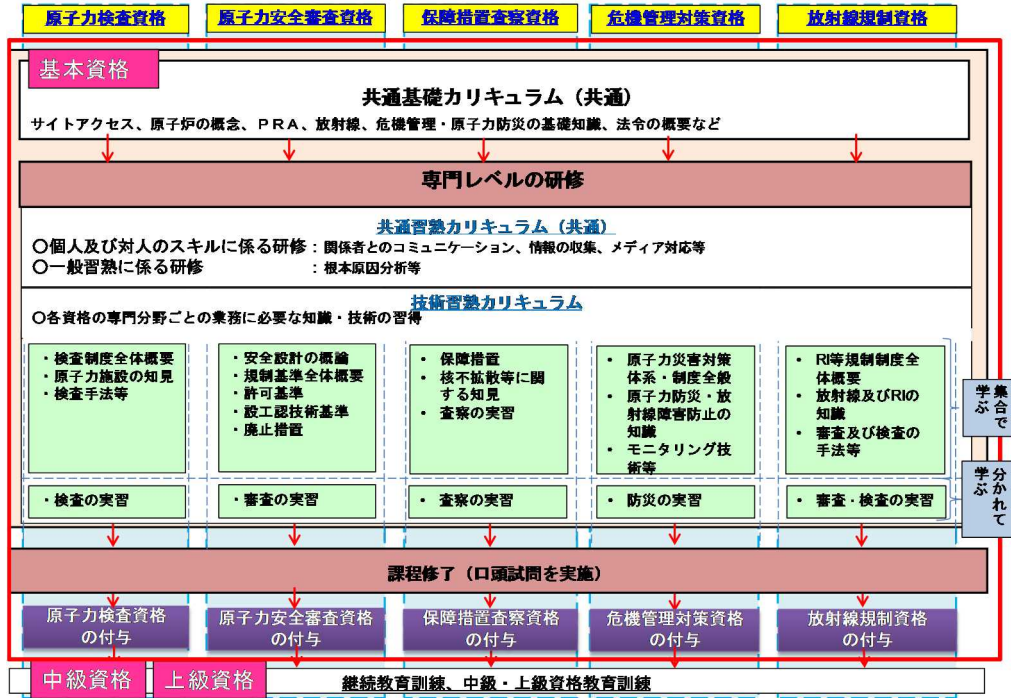 原子力検査資格
原子力安全審査資格
保障措置査察資格
危機管理対策資格
放射線規制資格
基本資格
共通基礎カリキュラム（共通）
サイトアクセス、原子炉の概念、ＰＲＡ、放射線、危機管理・原子力防災の基礎知識、法令の概要など
専門レベルの研修
共通習熟カリキュラム（共通）
〇個人及び対人のスキルに係る研修：関係者とのコミュニケーション、情報の収集、メディア対応等
〇一般習熟に係る研修　　　　　　：根本原因分析等
技術習熟カリキュラム
〇各資格の専門分野ごとの業務に必要な知識・技術の習得
・検査制度全体概要
・原子力施設の知見
・検査手法等
・安全設計の概論
・規制基準全体概要
・許可基準
・設工認技術基準
・廃止措置
・保障措置
・核不拡散等に関
する知見
・査察の実習
・原子力災害対策
体系・制度全般
・原子力防災・放
射線障害防止の
知識
・モニタリング技
術等
・RI等規制制度全
体概要
・放射線及びRIの
知識
・審査及び検査の
手法等
集合で
学ぶ
・検査の実習
・審査の実習
・査察の実習
・防災の実習
・審査・検査の実習
分かれて
学ぶ
課程修了（口頭試問を実施）
原子力検査資格
の付与
原子力安全審査資格
の付与
保障措置査察資格
の付与
危機管理対策資格
の付与
放射線規制資格
の付与
中級資格
上級資格
継続教育訓練、中級・上級資格教育訓練